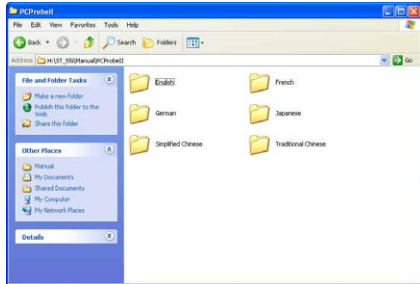 PCProbeII
File Edit View Favorites Tools Help
Back Search Folders
Address H:\ST_956\Manual\PCProbeII Go
File and Folder Tasks
Make a new folder
Publish this folder to the
Web
Share this folder
Other Places
Manual
My Documents
Shared Documents
My Computer
My Network Places
Details
English
French
German
Japanese
Simplified Chinese
Traditional Chinese